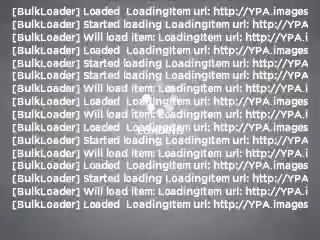 [BulkLoader] Loaded LoadingItem url: http://YPA.images
[BulkLoader] Started loading LoadingItem url: http://YPA
[BulkLoader] Will load item: LoadingItem url: http://YPA.i
[BulkLoader] Loaded LoadingItem url: http://YPA.images
[BulkLoader] Started loading LoadingItem url: http://YPA
[BulkLoader] Started loading LoadingItem url: http://YPA
[BulkLoader] Will load item: LoadingItem url: http://YPA.i
[BulkLoader] Loaded LoadingItem url: http://YPA.images
[BulkLoader] Will load item: LoadingItem url: http://YPA.i
[BulkLoader] Loaded LoadingItem url: http://YPA.images
LOADING
[BulkLoader] Started loading LoadingItem url: http://YPA
[BulkLoader] Will load item: LoadingItem url: http://YPA.i
[BulkLoader] Loaded LoadingItem url: http://YPA.images
[BulkLoader] Started loading LoadingItem url: http://YPA
[BulkLoader] Will load item: LoadingItem url: http://YPA.i
[BulkLoader] Loaded LoadingItem url: http://YPA.images